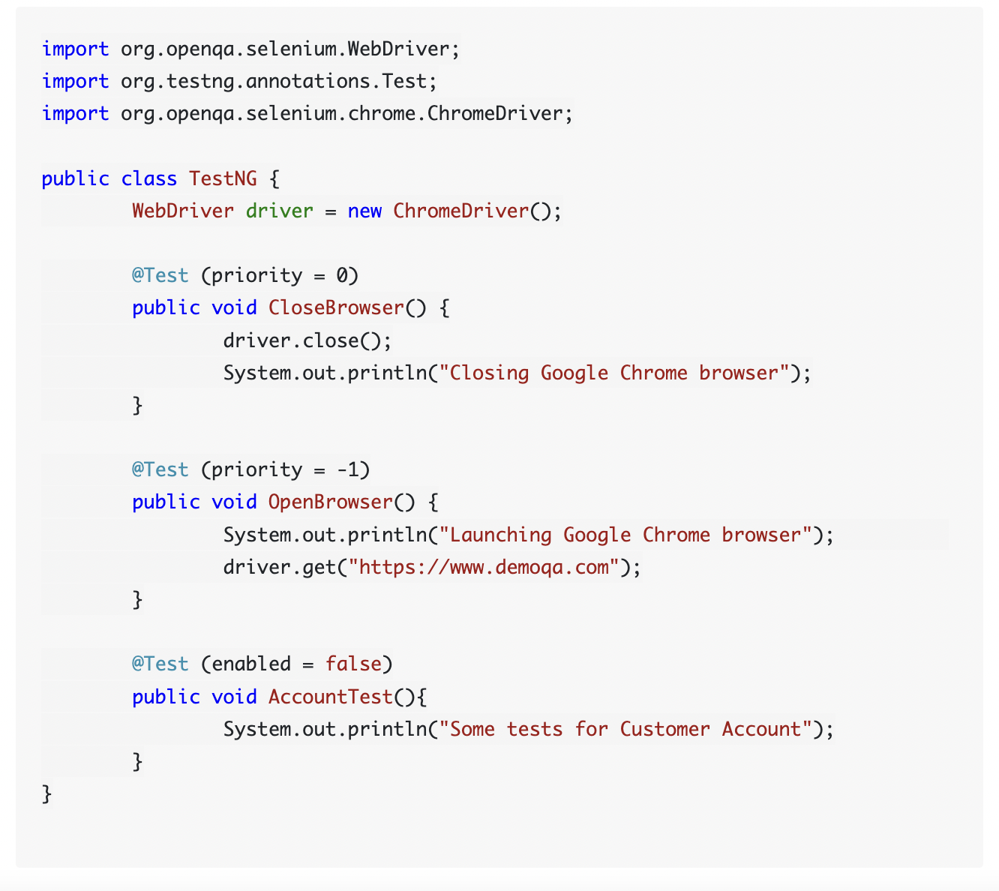 import org.openqa.selenium.WebDriver;
import org.testng.annotations.Test;
import org.openqa.selenium.chrome.ChromeDriver;

public class TestNG {
        WebDriver driver = new ChromeDriver();

        @Test (priority = 0)
        public void CloseBrowser() {
                driver.close();
                System.out.println("Closing Google Chrome browser");
        }

        @Test (priority = -1)
        public void OpenBrowser() {
                System.out.println("Launching Google Chrome browser");
                driver.get("https://www.demoqa.com");
        }

        @Test (enabled = false)
        public void AccountTest(){
                System.out.println("Some tests for Customer Account");
        }
}